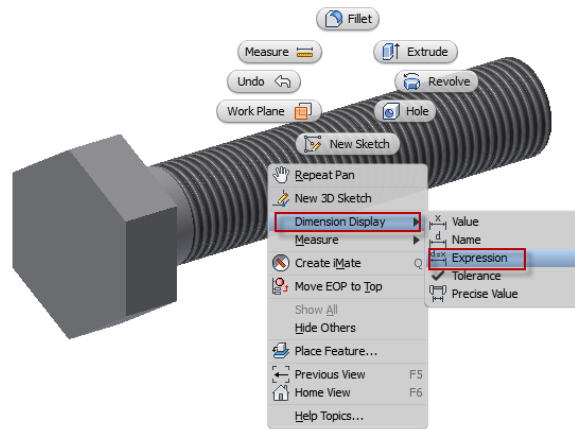 Fillet
Measure
Extrude
Undo
Revolve
Work Plane
Hole
New Sketch
Repeat Pan
New 3D Sketch
Dimension Display
Measure
Create iMate Q
Move EOP to Top
Show All
Hide Others
Place Feature...
Previous View F5
Home View F6
Help Topics...
x Value
d Name
d=x Expression
Tolerance
Precise Value